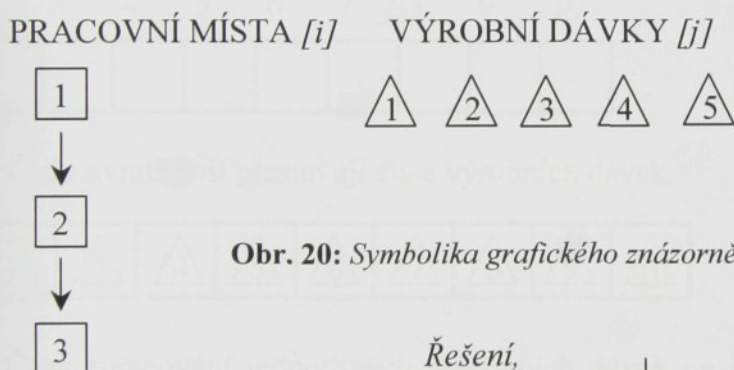 PRACOVNÍ MÍSTA [i] VÝROBNÍ DÁVKY [j]
1 1 2 3 4 5
2
Obr. 20: Symbolika grafického znázorně
3
Řešení,